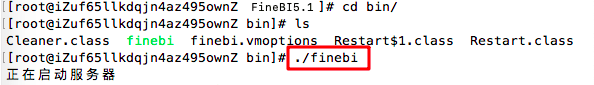 [[root@iZuf65llkdqjn4az495ownZ FineBI5.1 ]# cd bin/
[[root@iZuf65llkdqjn4az495ownZ bin]# ls
Cleaner.class finebi finebi.vmoptions Restart$1.class Restart.class
[[root@iZuf65llkdqjn4az495ownZ bin]# ./finebi
正在启动服务器